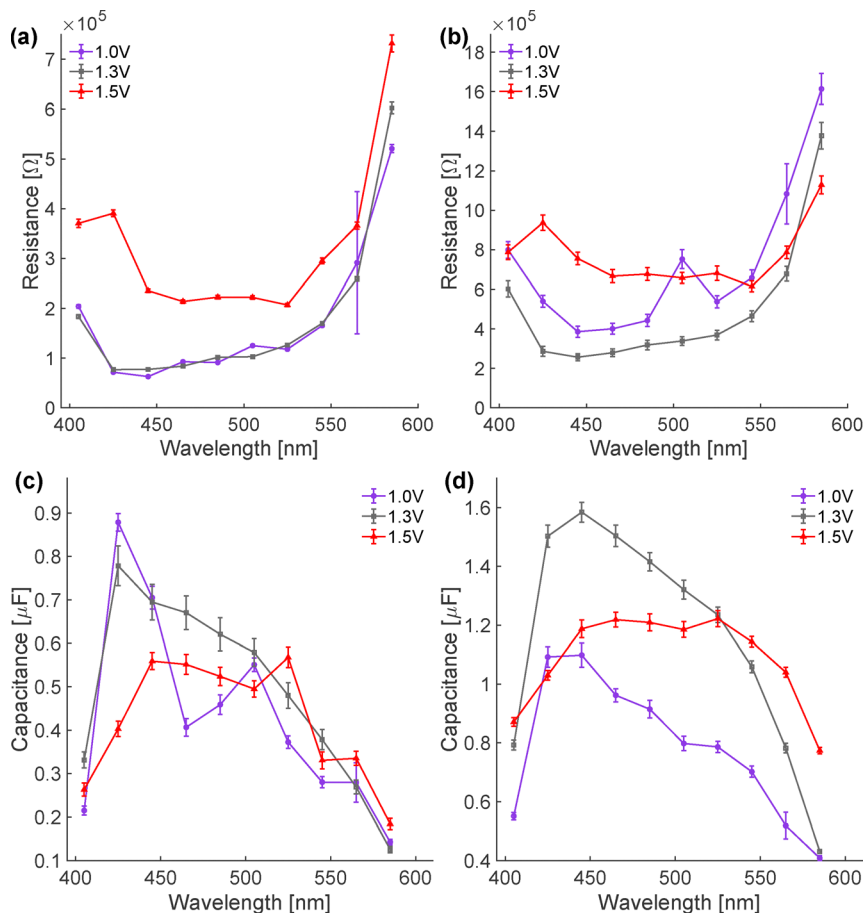 (a)
×10⁵
1.0V
1.3V
1.5V
7
6
5
4
3
2
1
0
Resistance [Ω]
400 450 500 550 600
Wavelength [nm]
(b)
×10⁵
1.0V
1.3V
1.5V
18
16
14
12
10
8
6
4
2
0
Resistance [Ω]
400 450 500 550 600
Wavelength [nm]
(c)
1.0V
1.3V
1.5V
0.9
0.8
0.7
0.6
0.5
0.4
0.3
0.2
0.1
Capacitance [μF]
400 450 500 550 600
Wavelength [nm]
(d)
1.0V
1.3V
1.5V
1.6
1.4
1.2
1
0.8
0.6
0.4
Capacitance [μF]
400 450 500 550 600
Wavelength [nm]